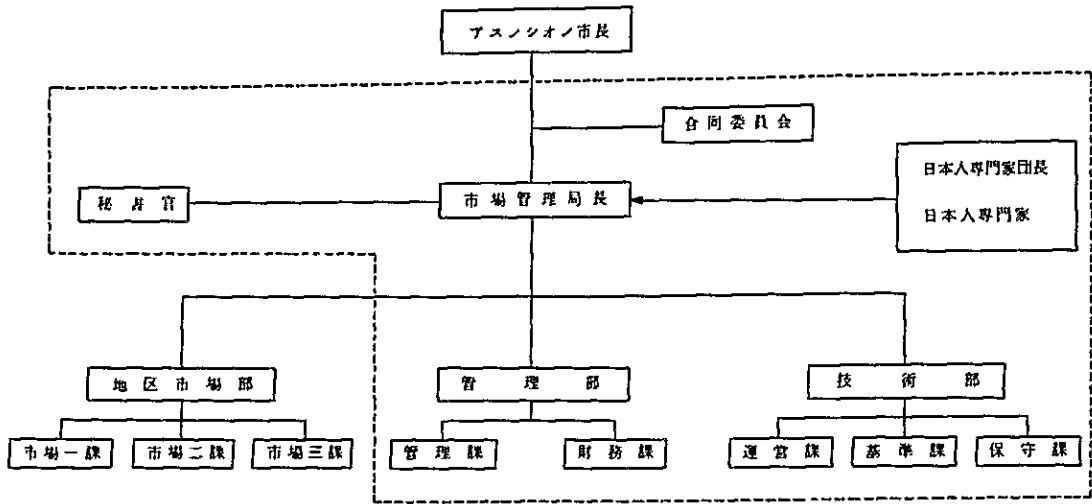 アスンシオン市長
合同委員会
日本人専門家団長
日本人専門家
市場管理局長
秘書官
地区市場部
管理部
技術部
市場一課
市場二課
市場三課
管理課
財務課
運営課
基準課
保守課